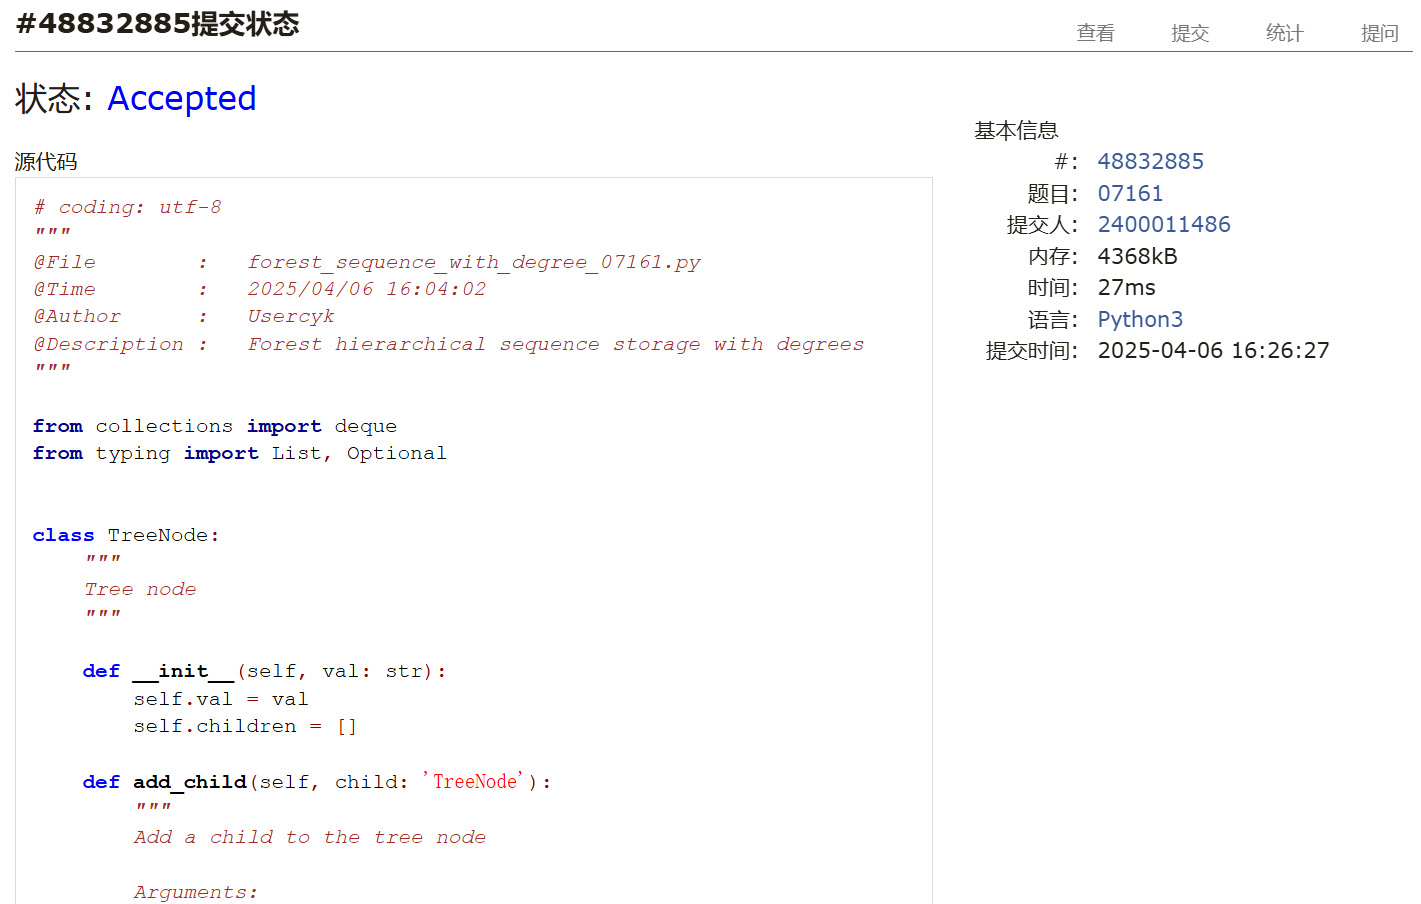 #48832885提交状态
查看 提交 统计 提问
状态: Accepted
源代码
# coding: utf-8
"""
@File : forest_sequence_with_degree_07161.py
@Time : 2025/04/06 16:04:02
@Author : Usercyk
@Description : Forest hierarchical sequence storage with degrees
"""
from collections import deque
from typing import List, Optional
class TreeNode:
"""
Tree node
"""
def __init__(self, val: str):
self.val = val
self.children = []
def add_child(self, child: 'TreeNode'):
"""
Add a child to the tree node
Arguments:
基本信息
#: 48832885
题目: 07161
提交人: 2400011486
内存: 4368kB
时间: 27ms
语言: Python3
提交时间: 2025-04-06 16:26:27